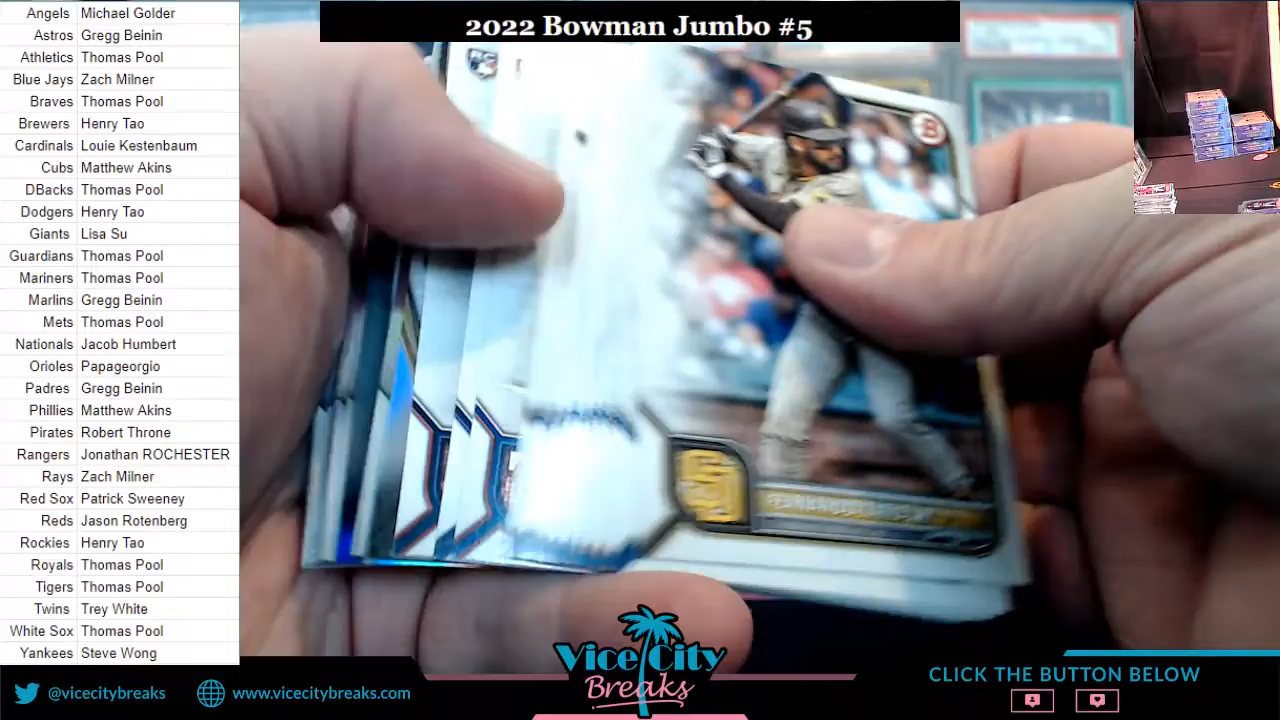 2022 Bowman Jumbo #5
Angels Michael Golder
Astros Gregg Beinin
Athletics Thomas Pool
Blue Jays Zach Milner
Braves Thomas Pool
Brewers Henry Tao
Cardinals Louie Kestenbaum
Cubs Matthew Akins
DBacks Thomas Pool
Dodgers Henry Tao
Giants Lisa Su
Guardians Thomas Pool
Mariners Thomas Pool
Marlins Gregg Beinin
Mets Thomas Pool
Nationals Jacob Humbert
Orioles Papageorgio
Padres Gregg Beinin
Phillies Matthew Akins
Pirates Robert Throne
Rangers Jonathan ROCHESTER
Rays Zach Milner
Red Sox Patrick Sweeney
Reds Jason Rotenberg
Rockies Henry Tao
Royals Thomas Pool
Tigers Thomas Pool
Twins Trey White
White Sox Thomas Pool
Yankees Steve Wong
B
@vicecitybreaks
www.vicecitybreaks.com
Vice City
Breaks
CLICK THE BUTTON BELOW